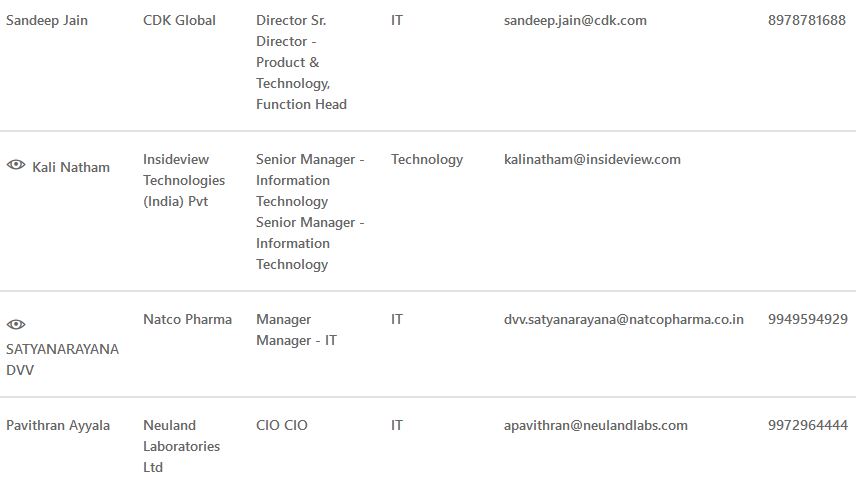 Sandeep Jain CDK Global Director Sr. IT sandeep.jain@cdk.com 8978781688
Director -
Product &
Technology,
Function Head
Kali Natham Insideview Senior Manager - Technology kalinatham@insideview.com
Technologies Information
(India) Pvt Technology
Senior Manager -
Information
Technology
Natco Pharma Manager IT dvv.satyanarayana@natcopharma.co.in 9949594929
SATYANARAYANA Manager - IT
DVV
Pavithran Ayyala Neuland CIO CIO IT apavithran@neulandlabs.com 9972964444
Laboratories
Ltd